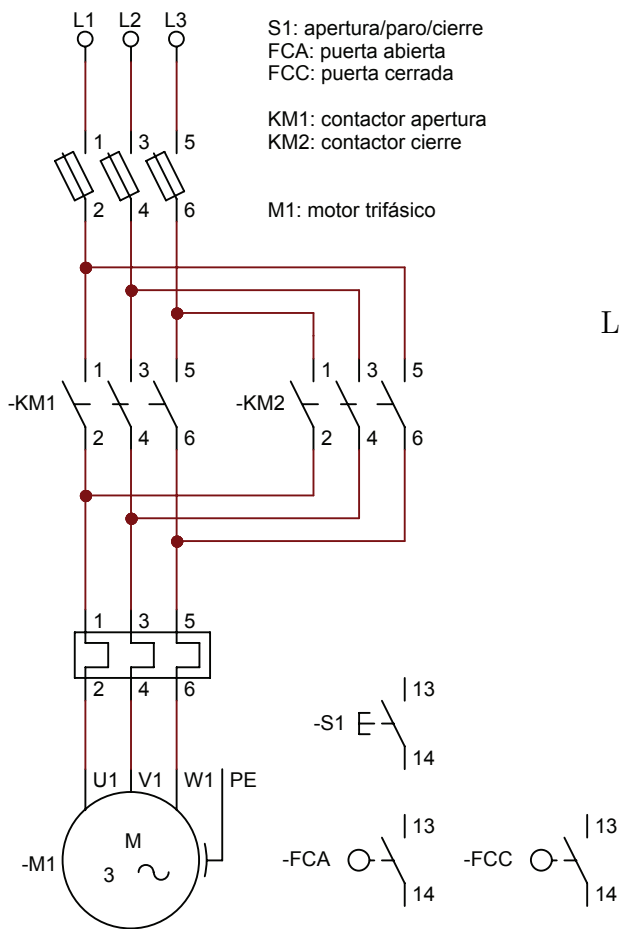 L1 L2 L3
S1: apertura/paro/cierre
FCA: puerta abierta
FCC: puerta cerrada
KM1: contactor apertura
KM2: contactor cierre
M1: motor trifásico
1 3 5
2 4 6
L
-KM1 1 3 5 -KM2 1 3 5
2 4 6 2 4 6
1 3 5
2 4 6
-S1 13
14
U1 V1 W1 PE
-M1 M
3
-FCA 13
14
-FCC 13
14